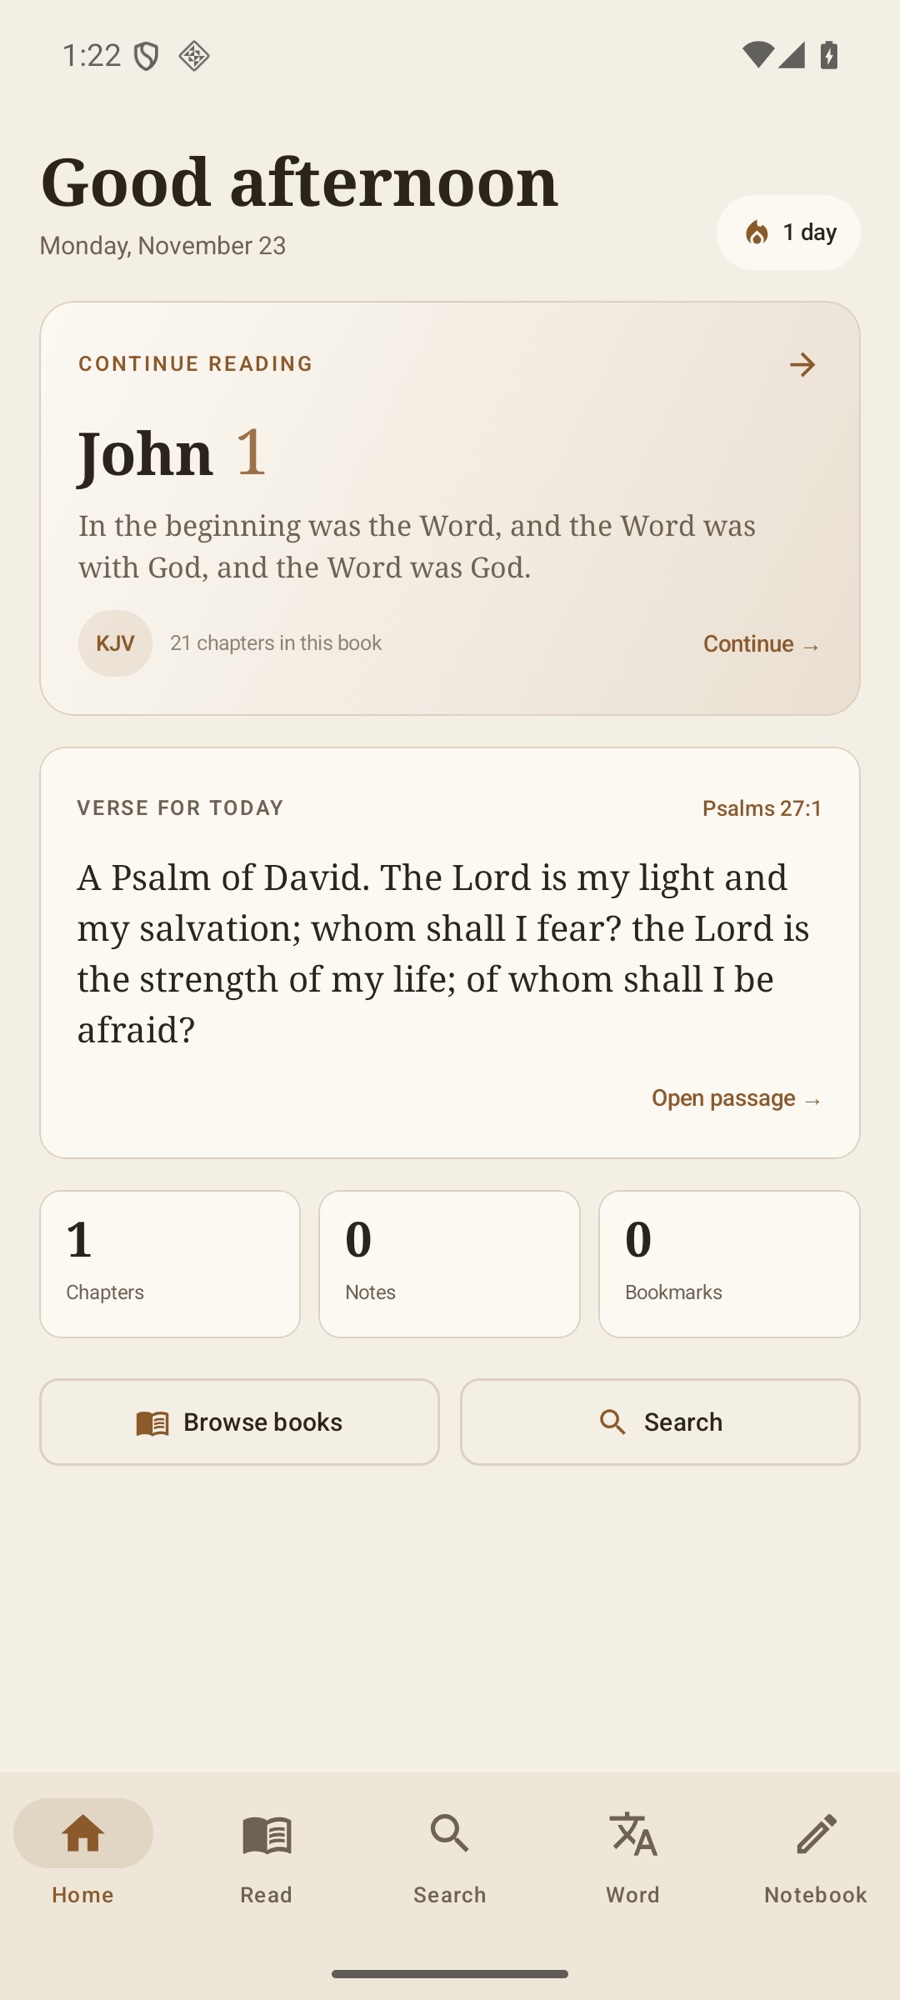 1:22
Good afternoon
Monday, November 23
1 day
CONTINUE READING
John 1
In the beginning was the Word, and the Word was
with God, and the Word was God.
KJV 21 chapters in this book Continue →
VERSE FOR TODAY Psalms 27:1
A Psalm of David. The Lord is my light and
my salvation; whom shall I fear? the Lord is
the strength of my life; of whom shall I be
afraid?
Open passage →
1 0 0
Chapters Notes Bookmarks
Browse books Search
Home Read Search Word Notebook